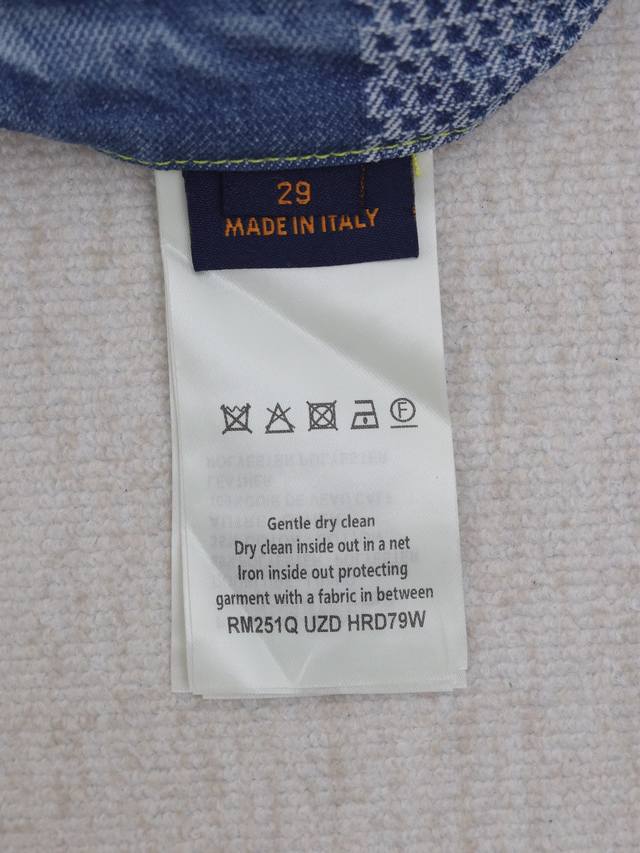 29
MADE IN ITALY
F
Gentle dry clean
Dry clean inside out in a net
Iron inside out protecting
garment with a fabric in between
RM251Q UZD HRD79W